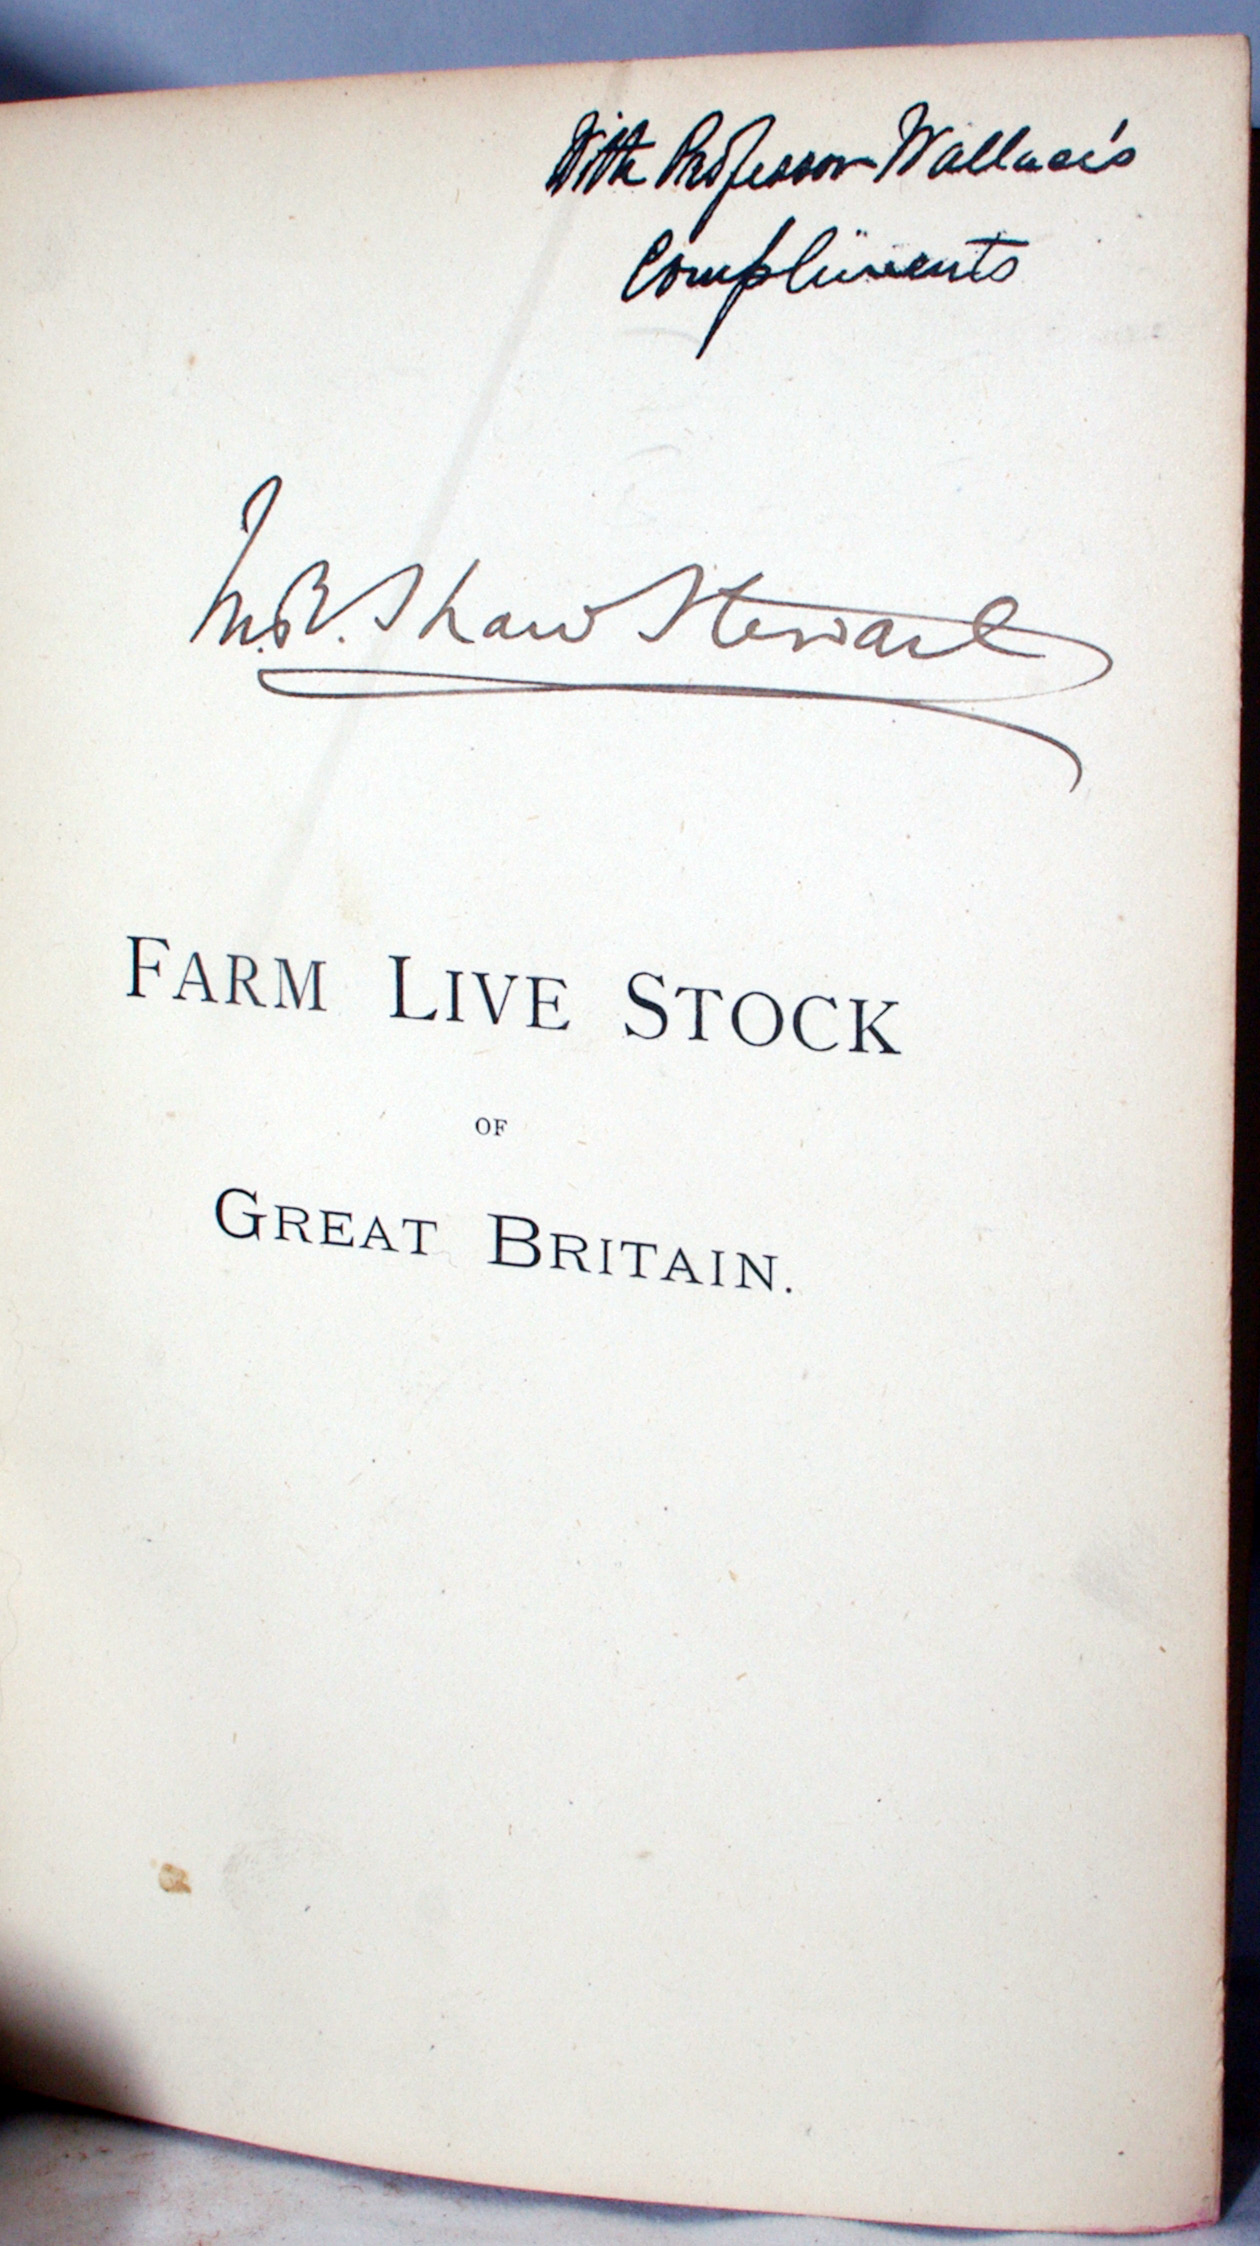 With Professor Wallace's
Compliments
M.R. Shaw Stewart
FARM LIVE STOCK
OF
GREAT BRITAIN.